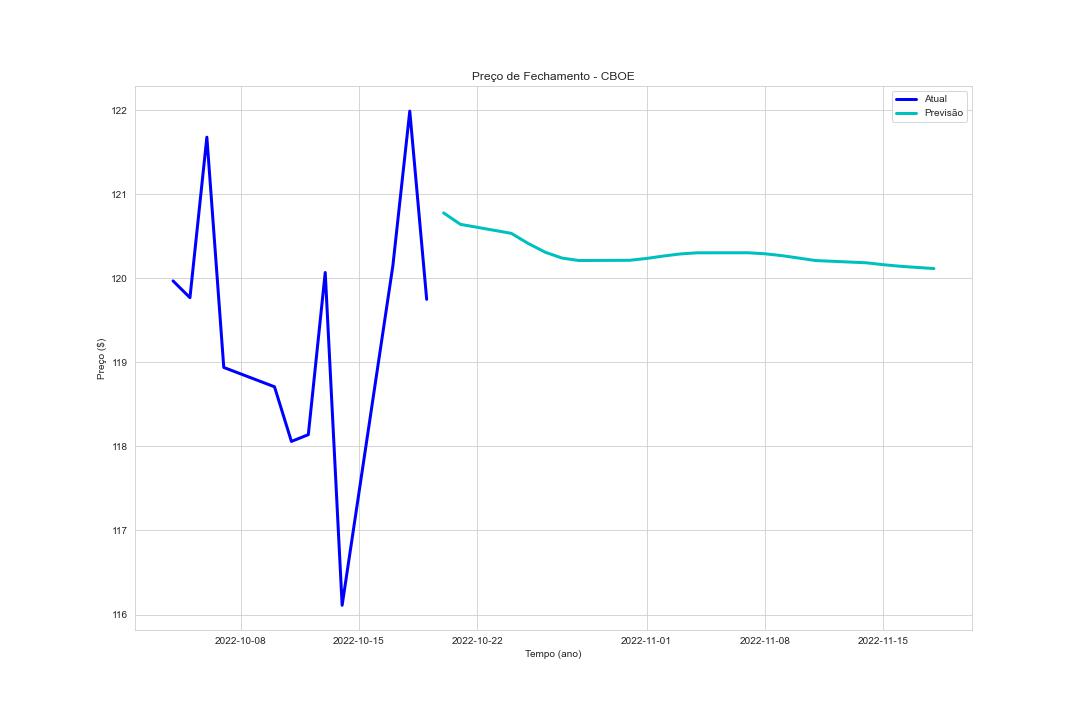 Preço de Fechamento - CBOE
Atual
Previsão
122
121
120
119
118
117
116
Preço ($)
2022-10-08
2022-10-15
2022-10-22
2022-11-01
2022-11-08
2022-11-15
Tempo (ano)